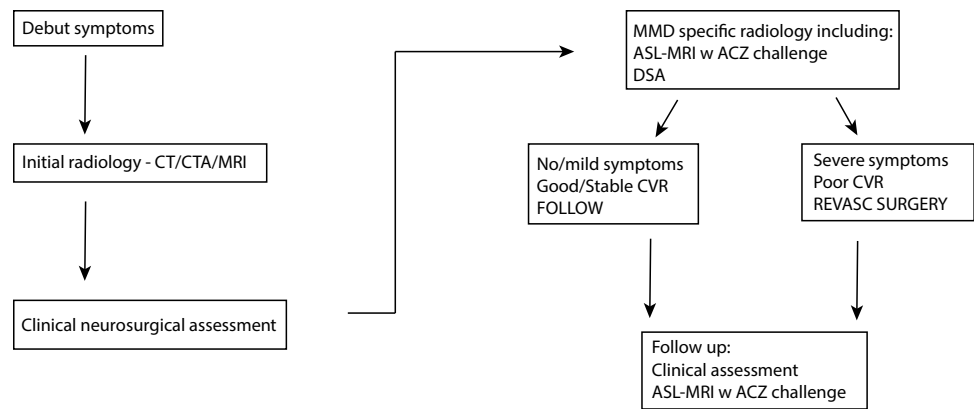 Debut symptoms
Initial radiology - CT/CTA/MRI
Clinical neurosurgical assessment
MMD specific radiology including:
ASL-MRI w ACZ challenge
DSA
No/mild symptoms
Good/Stable CVR
FOLLOW
Severe symptoms
Poor CVR
REVASC SURGERY
Follow up:
Clinical assessment
ASL-MRI w ACZ challenge